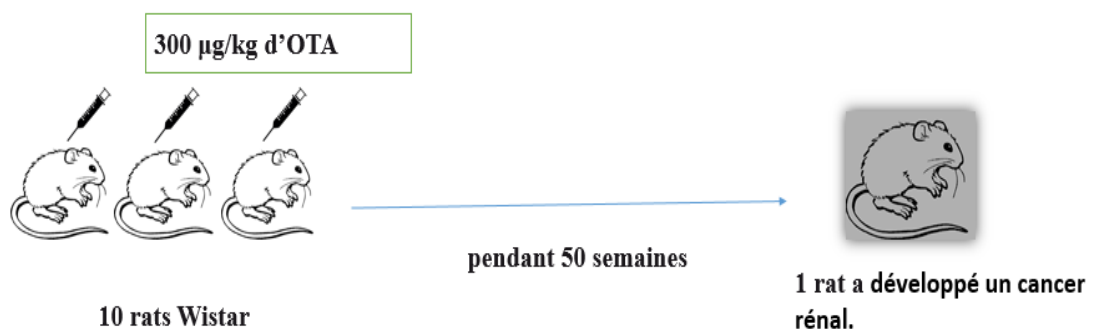 300 µg/kg d’OTA
pendant 50 semaines
10 rats Wistar
1 rat a développé un cancer
rénal.